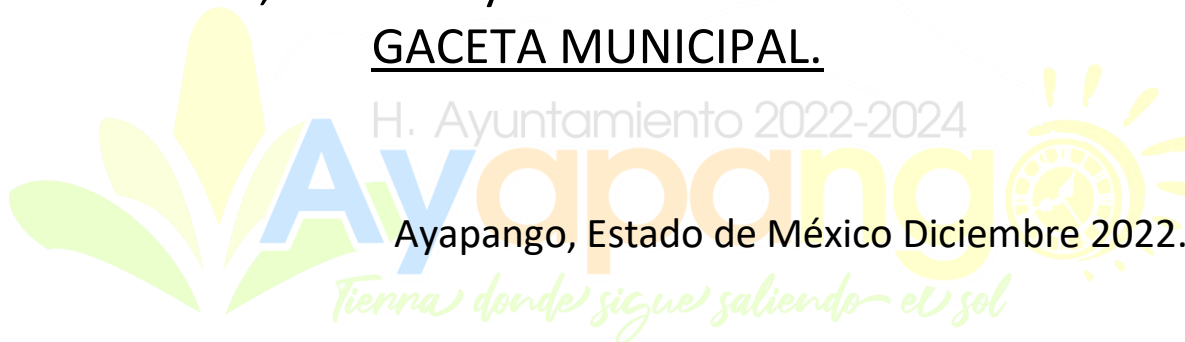 GACETA MUNICIPAL.
H. Ayuntamiento 2022-2024
Ayapango
Ayapango, Estado de México Diciembre 2022.
Tierra donde sigue saliendo el sol